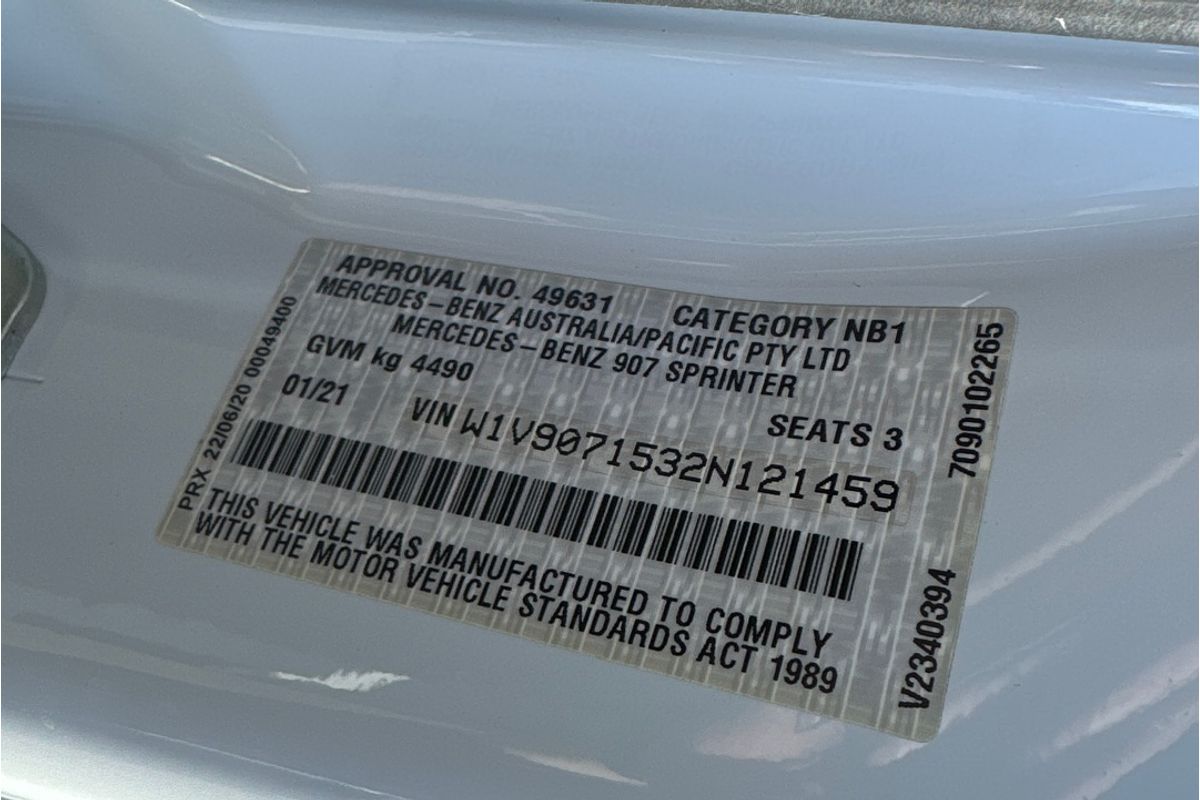 APPROVAL NO. 49631 CATEGORY NB1
MERCEDES-BENZ AUSTRALIA/PACIFIC PTY LTD
MERCEDES-BENZ 907 SPRINTER
GVM kg 4490 SEATS 3
01/21 VIN W1V9071532N121459
THIS VEHICLE WAS MANUFACTURED TO COMPLY
WITH THE MOTOR VEHICLE STANDARDS ACT 1989
PRX 22/06/20 00049400
7090102265
V2340394